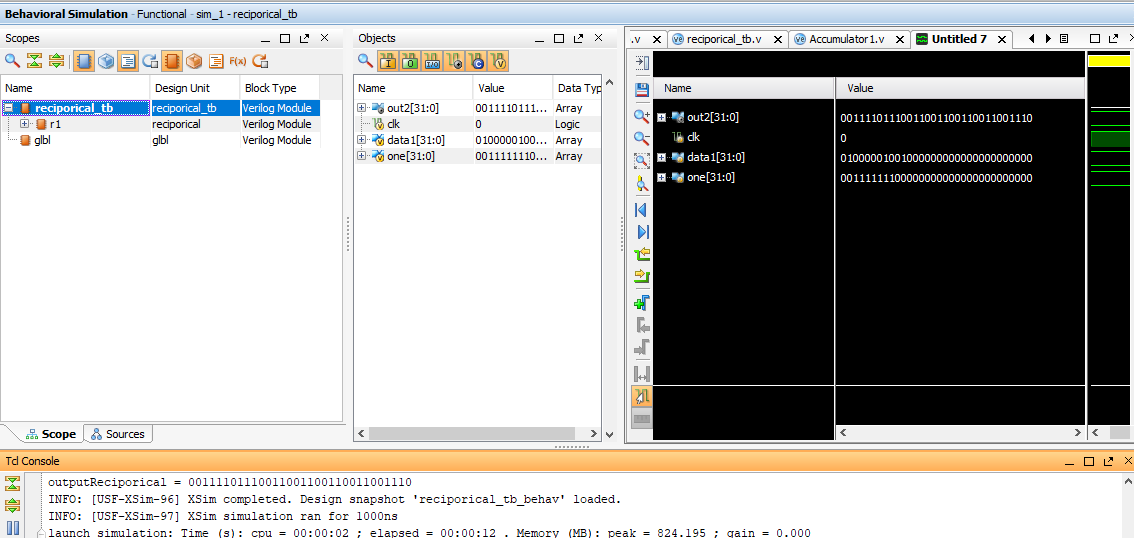 Behavioral Simulation - Functional - sim_1 - reciporical_tb
Scopes
Name Design Unit Block Type
reciporical_tb reciporical_tb Verilog Module
r1 reciporical Verilog Module
glbl glbl Verilog Module
Scope Sources
Objects
Name Value Data Typ
out2[31:0] 0011110111... Array
clk 0 Logic
data1[31:0] 0100000100... Array
one[31:0] 0011111110... Array
.v reciporical_tb.v Accumulator1.v Untitled 7
Name Value
out2[31:0] 00111101110011001100110011001110
clk 0
data1[31:0] 01000001001000000000000000000000
one[31:0] 00111111100000000000000000000000
Tcl Console
outputReciporical = 00111101110011001100110011001110
INFO: [USF-XSim-96] XSim completed. Design snapshot 'reciporical_tb_behav' loaded.
INFO: [USF-XSim-97] XSim simulation ran for 1000ns
launch_simulation: Time (s): cpu = 00:00:02 ; elapsed = 00:00:12 . Memory (MB): peak = 824.195 ; gain = 0.000